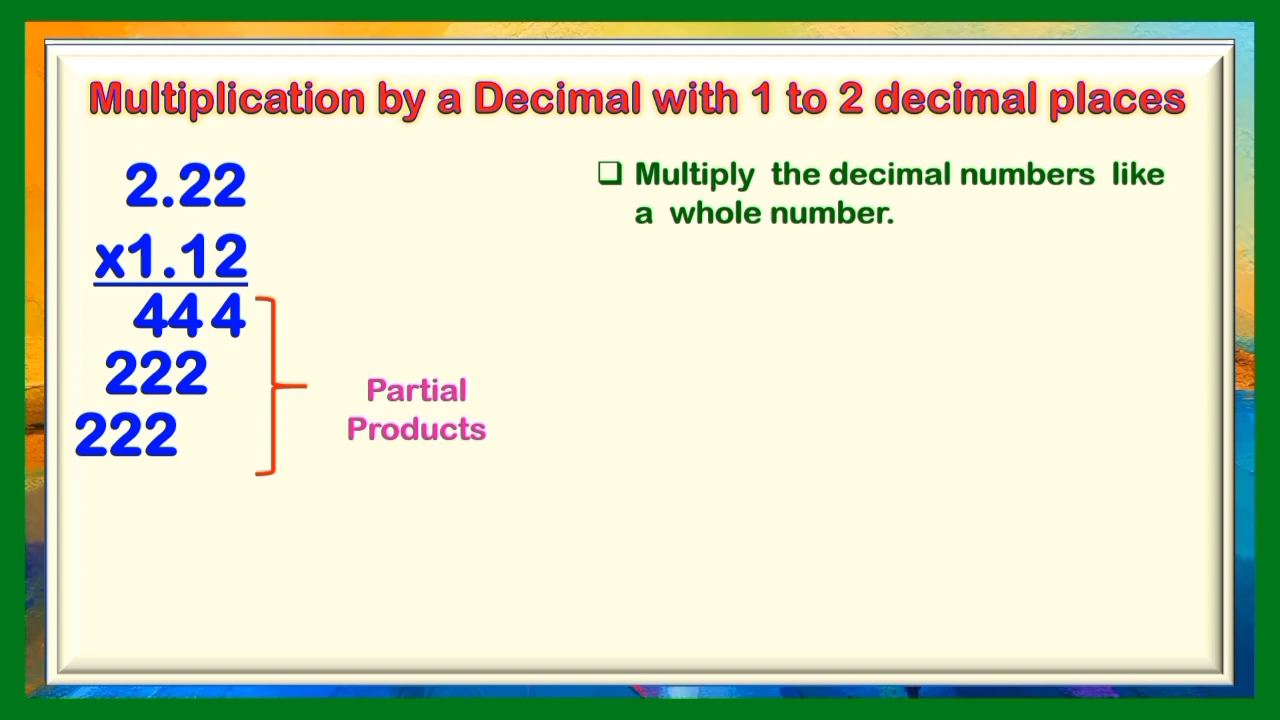 Multiplication by a Decimal with 1 to 2 decimal places
2.22
x1.12
444
222
222
Partial
Products
❑ Multiply the decimal numbers like
a whole number.